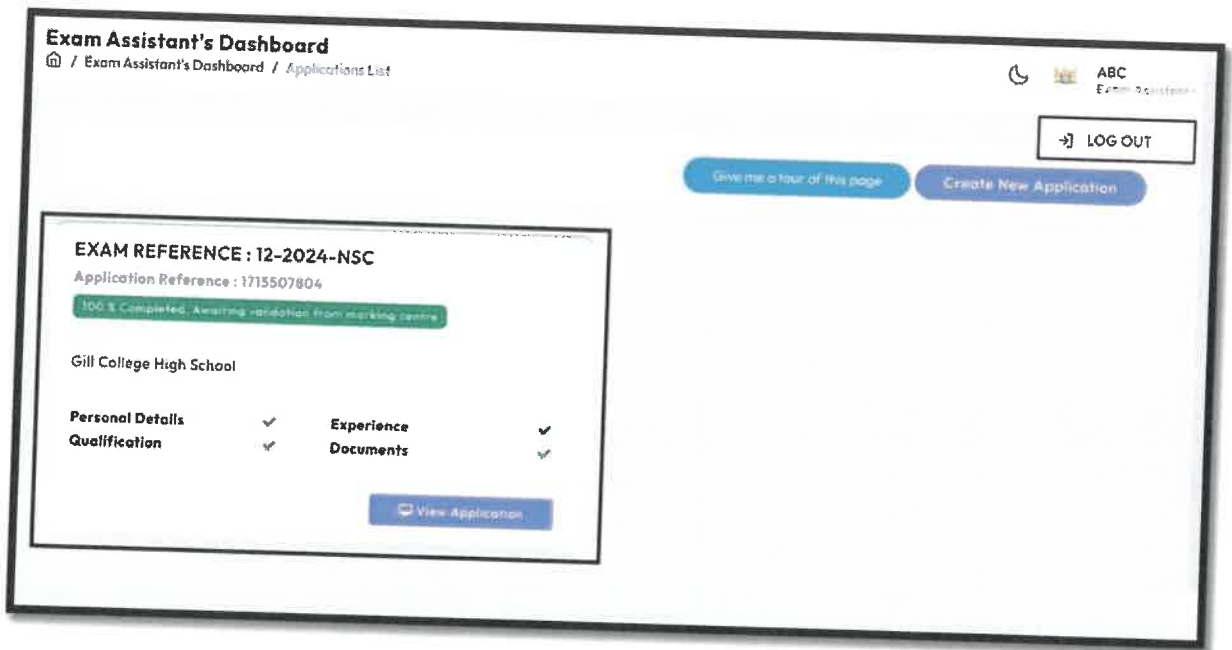 Exam Assistant's Dashboard
/ Exam Assistant's Dashboard / Applications List
ABC
Exam Assistant
LOG OUT
Give me a tour of this page
Create New Application
EXAM REFERENCE : 12-2024-NSC
Application Reference : 1715507804
100 % Completed. Awaiting validation from marking centre
Gill College High School
Personal Details
Experience
Qualification
Documents
View Application